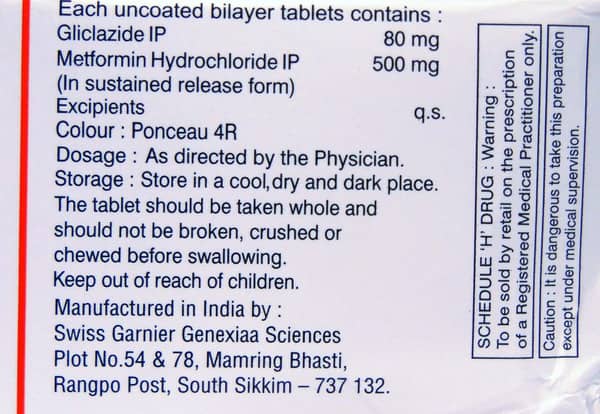 Each uncoated bilayer tablets contains :
Gliclazide IP 80 mg
Metformin Hydrochloride IP 500 mg
(In sustained release form)
Excipients q.s.
Colour : Ponceau 4R
Dosage : As directed by the Physician.
Storage : Store in a cool,dry and dark place.
The tablet should be taken whole and
should not be broken, crushed or
chewed before swallowing.
Keep out of reach of children.
Manufactured in India by :
Swiss Garnier Genexiaa Sciences
Plot No.54 & 78, Mamring Bhasti,
Rangpo Post, South Sikkim – 737 132.
SCHEDULE 'H' DRUG : Warning :
To be sold by retail on the prescription
of a Registered Medical Practitioner only.
Caution : It is dangerous to take this preparation
except under medical supervision.